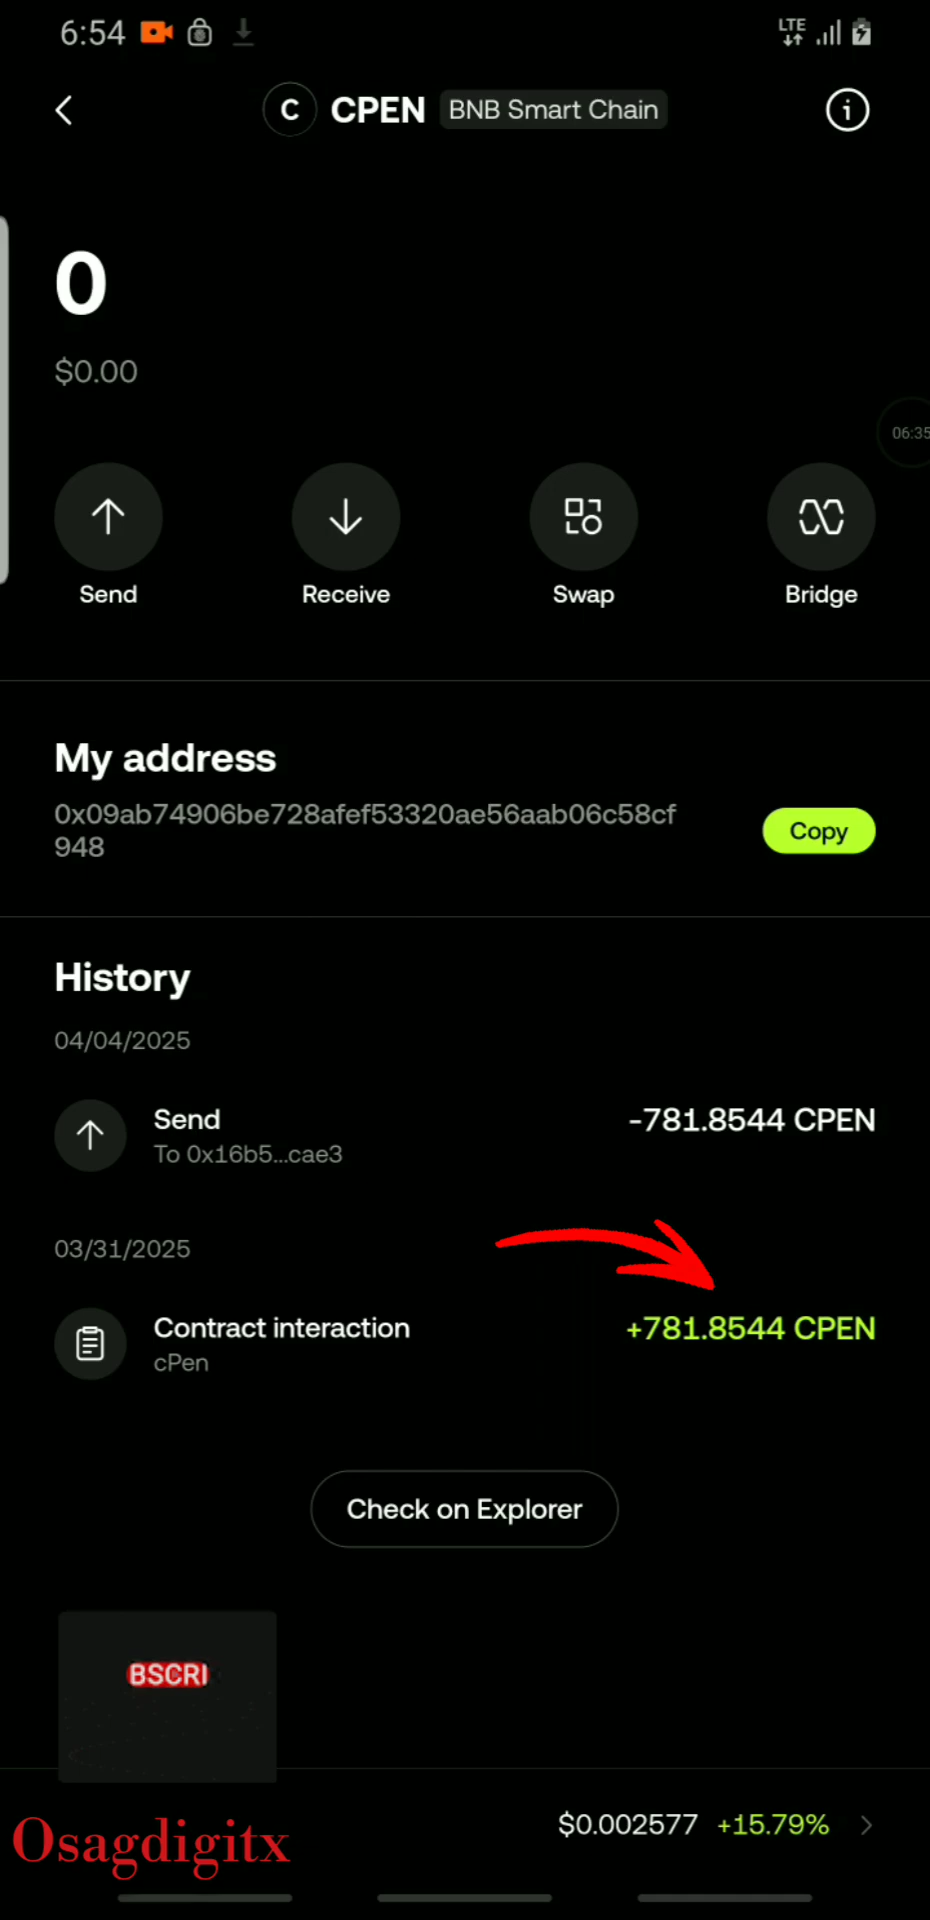 6:54
LTE
C CPEN BNB Smart Chain
0
$0.00
06:35
Send Receive Swap Bridge
My address
0x09ab74906be728afef53320ae56aab06c58cf
948
Copy
History
04/04/2025
Send -781.8544 CPEN
To 0x16b5...cae3
03/31/2025
Contract interaction +781.8544 CPEN
cPen
Check on Explorer
BSCRI
$0.002577 +15.79%
Osagdigitx